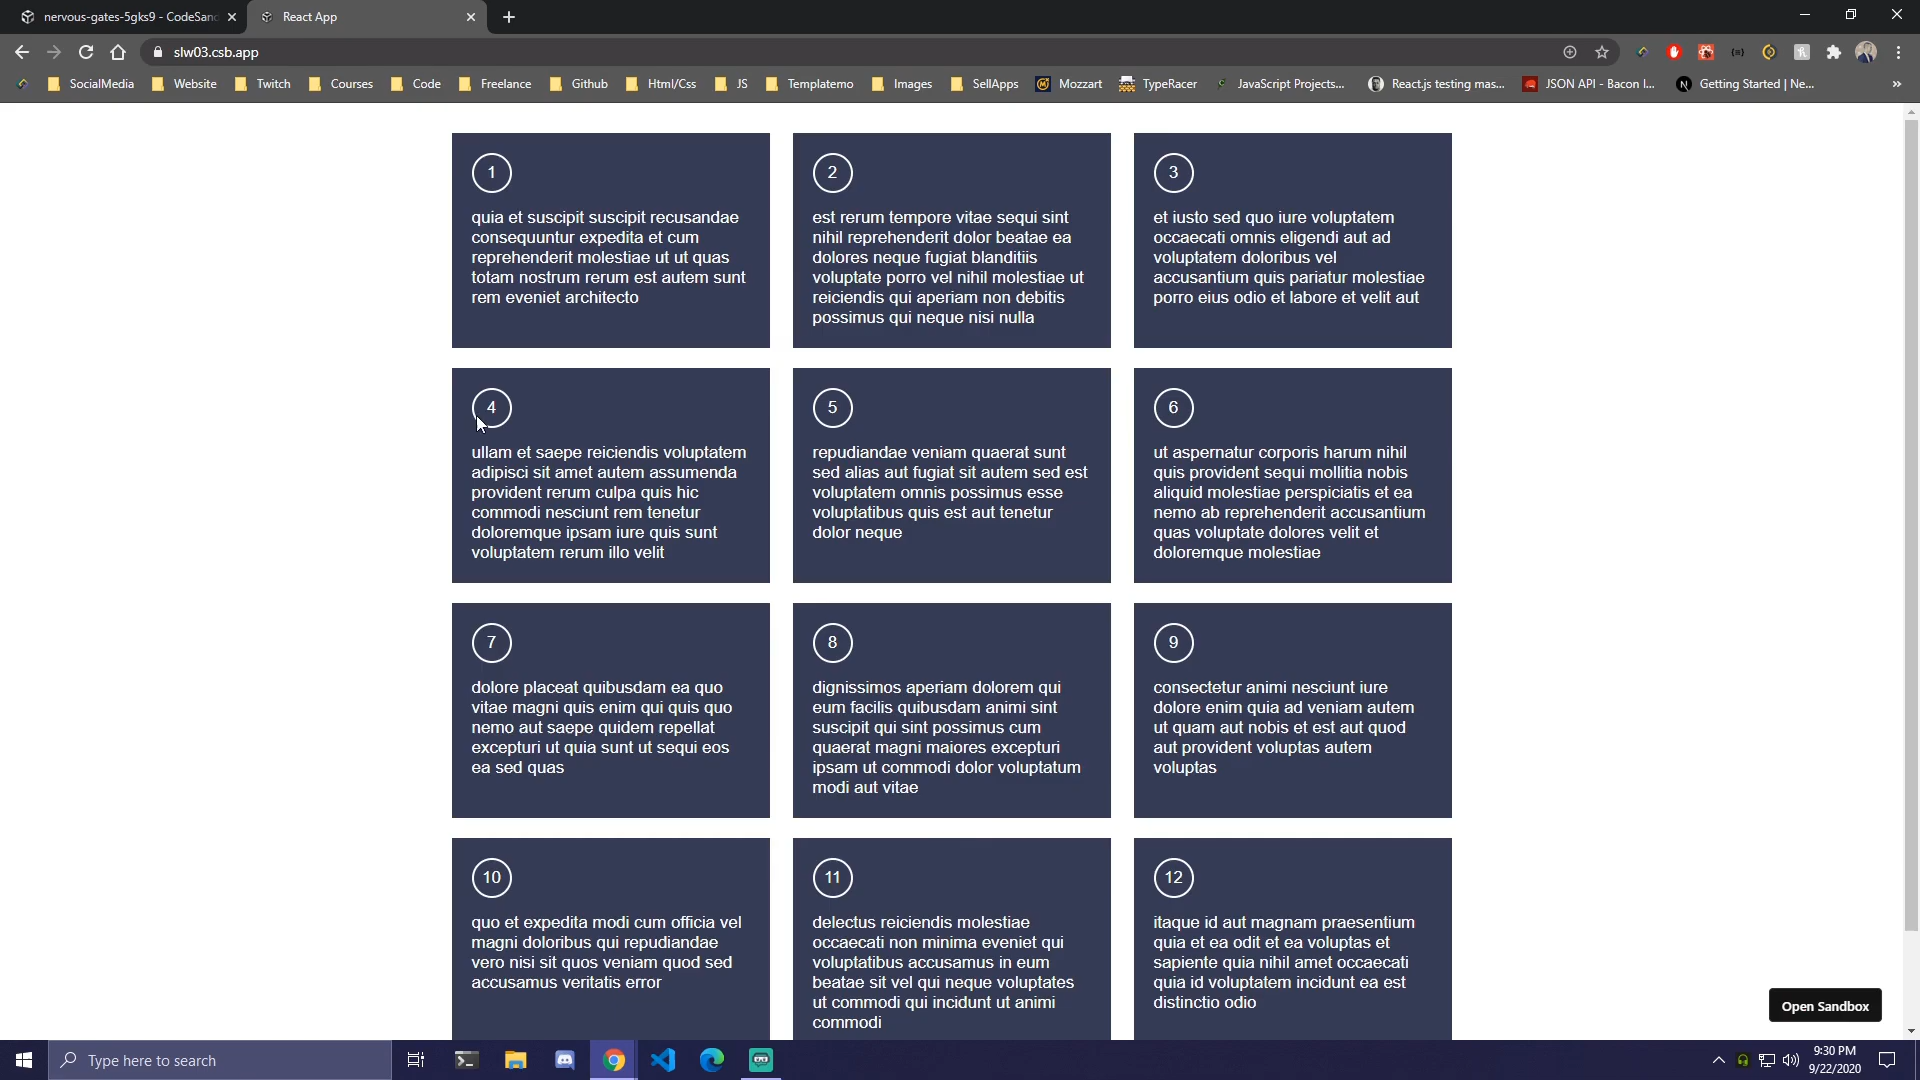 nervous-gates-5gks9 - CodeSan
React App
slw03.csb.app
SocialMedia Website Twitch Courses Code Freelance Github Html/Css JS Templatemo Images SellApps Mozzart TypeRacer JavaScript Projects... React.js testing mas... JSON API - Bacon I... Getting Started | Ne... »
1
quia et suscipit suscipit recusandae
consequuntur expedita et cum
reprehenderit molestiae ut ut quas
totam nostrum rerum est autem sunt
rem eveniet architecto
2
est rerum tempore vitae sequi sint
nihil reprehenderit dolor beatae ea
dolores neque fugiat blanditiis
voluptate porro vel nihil molestiae ut
reiciendis qui aperiam non debitis
possimus qui neque nisi nulla
3
et iusto sed quo iure voluptatem
occaecati omnis eligendi aut ad
voluptatem doloribus vel
accusantium quis pariatur molestiae
porro eius odio et labore et velit aut
4
ullam et saepe reiciendis voluptatem
adipisci sit amet autem assumenda
provident rerum culpa quis hic
commodi nesciunt rem tenetur
doloremque ipsam iure quis sunt
voluptatem rerum illo velit
5
repudiandae veniam quaerat sunt
sed alias aut fugiat sit autem sed est
voluptatem omnis possimus esse
voluptatibus quis est aut tenetur
dolor neque
6
ut aspernatur corporis harum nihil
quis provident sequi mollitia nobis
aliquid molestiae perspiciatis et ea
nemo ab reprehenderit accusantium
quas voluptate dolores velit et
doloremque molestiae
7
dolore placeat quibusdam ea quo
vitae magni quis enim qui quis quo
nemo aut saepe quidem repellat
excepturi ut quia sunt ut sequi eos
ea sed quas
8
dignissimos aperiam dolorem qui
eum facilis quibusdam animi sint
suscipit qui sint possimus cum
quaerat magni maiores excepturi
ipsam ut commodi dolor voluptatum
modi aut vitae
9
consectetur animi nesciunt iure
dolore enim quia ad veniam autem
ut quam aut nobis et est aut quod
aut provident voluptas autem
voluptas
10
quo et expedita modi cum officia vel
magni doloribus qui repudiandae
vero nisi sit quos veniam quod sed
accusamus veritatis error
11
delectus reiciendis molestiae
occaecati non minima eveniet qui
voluptatibus accusamus in eum
beatae sit vel qui neque voluptates
ut commodi qui incidunt ut animi
commodi
12
itaque id aut magnam praesentium
quia et ea odit et ea voluptas et
sapiente quia nihil amet occaecati
quia id voluptatem incidunt ea est
distinctio odio
Open Sandbox
Type here to search
9:30 PM
9/22/2020